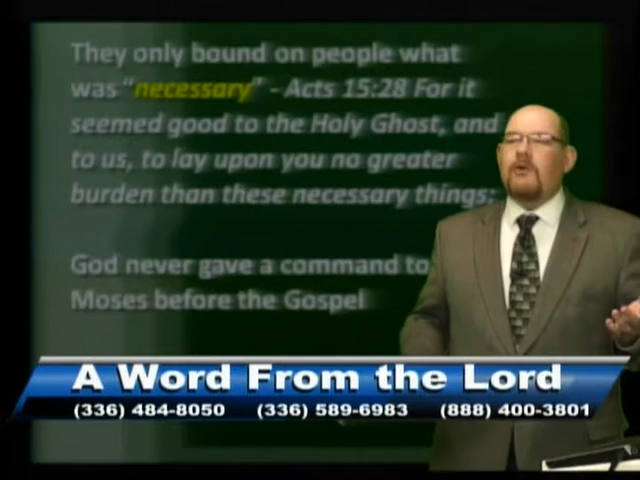 They only bound on people what
was "necessary" - Acts 15:28 For it
seemed good to the Holy Ghost, and
to us, to lay upon you no greater
burden than these necessary things;
God never gave a command to
Moses before the Gospel
A Word From the Lord
(336) 484-8050 (336) 589-6983 (888) 400-3801